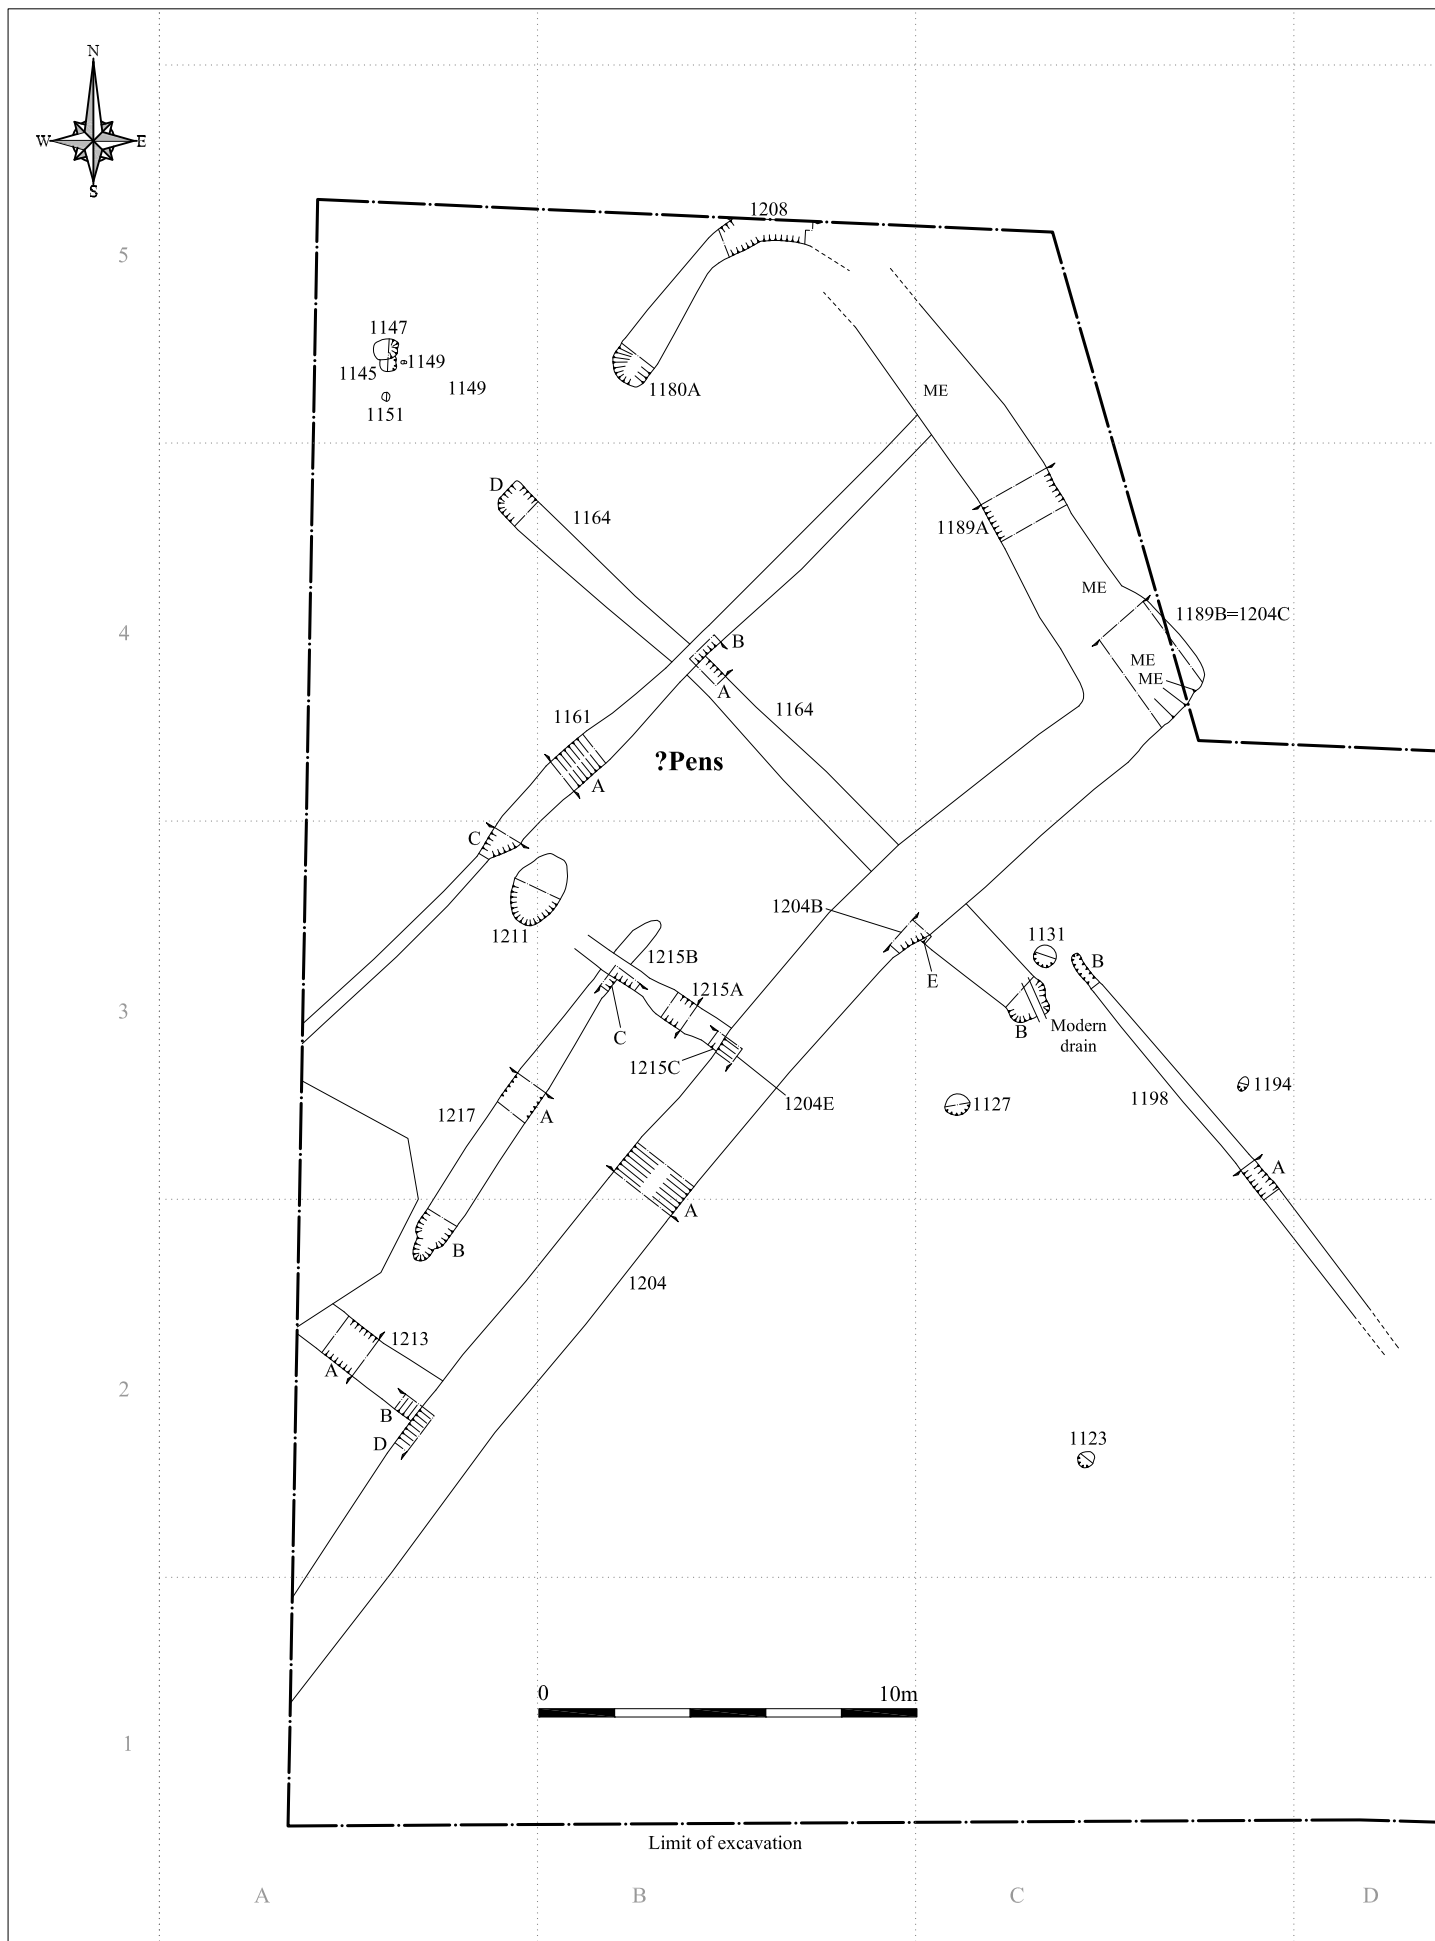 N
W E
S
1208
5
1147
1149
1145
1149
1180A
ME
1151
D
1164
1189A
ME
1189B=1204C
4
B
ME
ME
A
1164
1161
?Pens
A
C
1204B
1211
1131
1215B
B
E
1215A
3
C
B
Modern
drain
1215C
1194
1217
1204E
1127
1198
A
A
A
B
1204
1213
A
2
B
D
1123
0 10m
1
Limit of excavation
A B C D